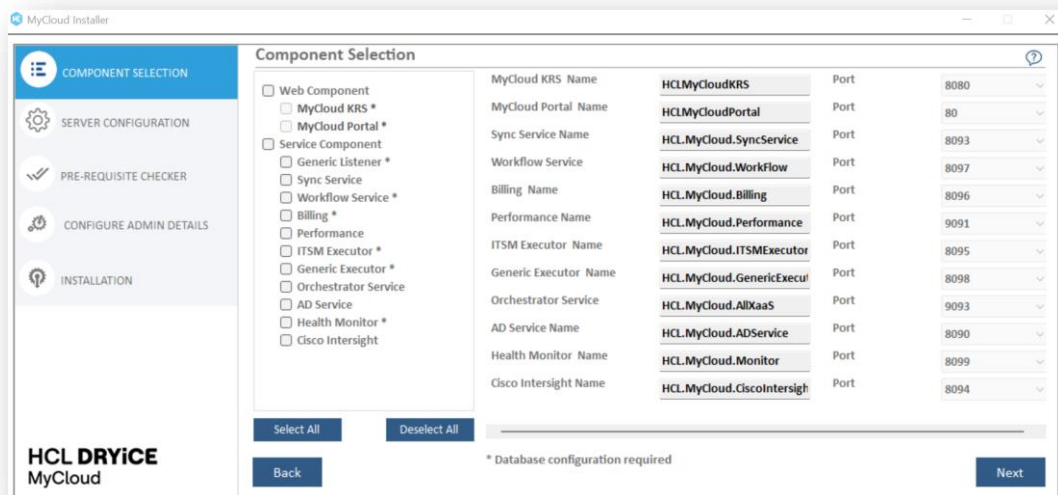 MyCloud Installer
COMPONENT SELECTION
SERVER CONFIGURATION
PRE-REQUISITE CHECKER
CONFIGURE ADMIN DETAILS
INSTALLATION
HCL DRYiCE
MyCloud
Component Selection
Web Component
MyCloud KRS *
MyCloud Portal *
Service Component
Generic Listener *
Sync Service
Workflow Service *
Billing *
Performance
ITSM Executor *
Generic Executor *
Orchestrator Service
AD Service
Health Monitor *
Cisco Intersight
Select All
Deselect All
Back
MyCloud KRS Name HCLMyCloudKRS Port 8080
MyCloud Portal Name HCLMyCloudPortal Port 80
Sync Service Name HCL.MyCloud.SyncService Port 8093
Workflow Service HCL.MyCloud.WorkFlow Port 8097
Billing Name HCL.MyCloud.Billing Port 8096
Performance Name HCL.MyCloud.Performance Port 9091
ITSM Executor Name HCL.MyCloud.ITSMExecutor Port 8095
Generic Executor Name HCL.MyCloud.GenericExecut Port 8098
Orchestrator Service HCL.MyCloud.AllXaaS Port 9093
AD Service Name HCL.MyCloud.ADService Port 8090
Health Monitor Name HCL.MyCloud.Monitor Port 8099
Cisco Intersight Name HCL.MyCloud.CiscoIntersigh Port 8094
* Database configuration required
Next